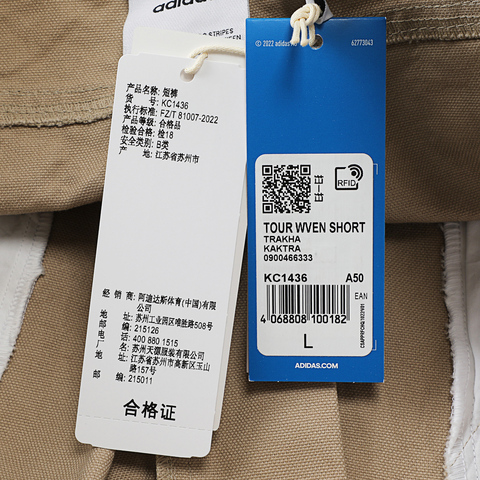 adidas
STRIPES
产品名称: 短裤
货 号: KC1436
执行标准: FZ/T 81007-2022
产品等级: 合格品
检验合格: 检18
安全类别: B类
产 地: 江苏省苏州市
经 销 商: 阿迪达斯体育(中国)有限
公司
地 址: 苏州工业园区唯胜路508号
邮 编: 215126
电 话: 400 880 1515
名 称: 苏州天源服装有限公司
地 址: 江苏省苏州市高新区玉山
路157号
邮 编: 215011
合格证
© 2022 adidas AG
62773043
RFID
TOUR WVEN SHORT
TRAKHA
KAKTRA
0900466333
KC1436 A50
EAN
4 068808 100182
L
ADIDAS.COM